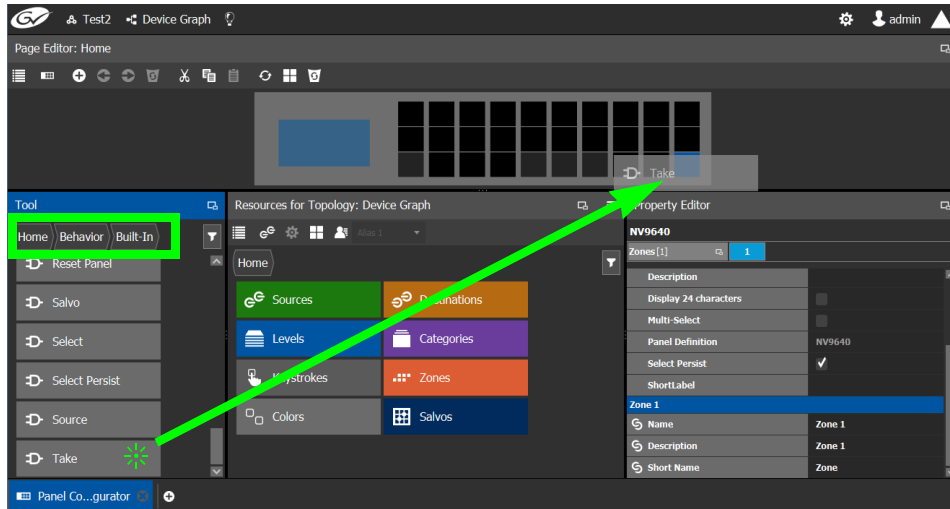 GV Test2 Device Graph admin
Page Editor: Home
Take
Tool
Home Behavior Built-In
Reset Panel
Salvo
Select
Select Persist
Source
Take
Resources for Topology: Device Graph
Alias 1
Home
Sources
Destinations
Levels
Categories
Keystrokes
Zones
Colors
Salvos
Property Editor
NV9640
Zones[1] 1
Description
Display 24 characters
Multi-Select
Panel Definition NV9640
Select Persist
ShortLabel
Zone 1
Name Zone 1
Description Zone 1
Short Name Zone
Panel Co...gurator